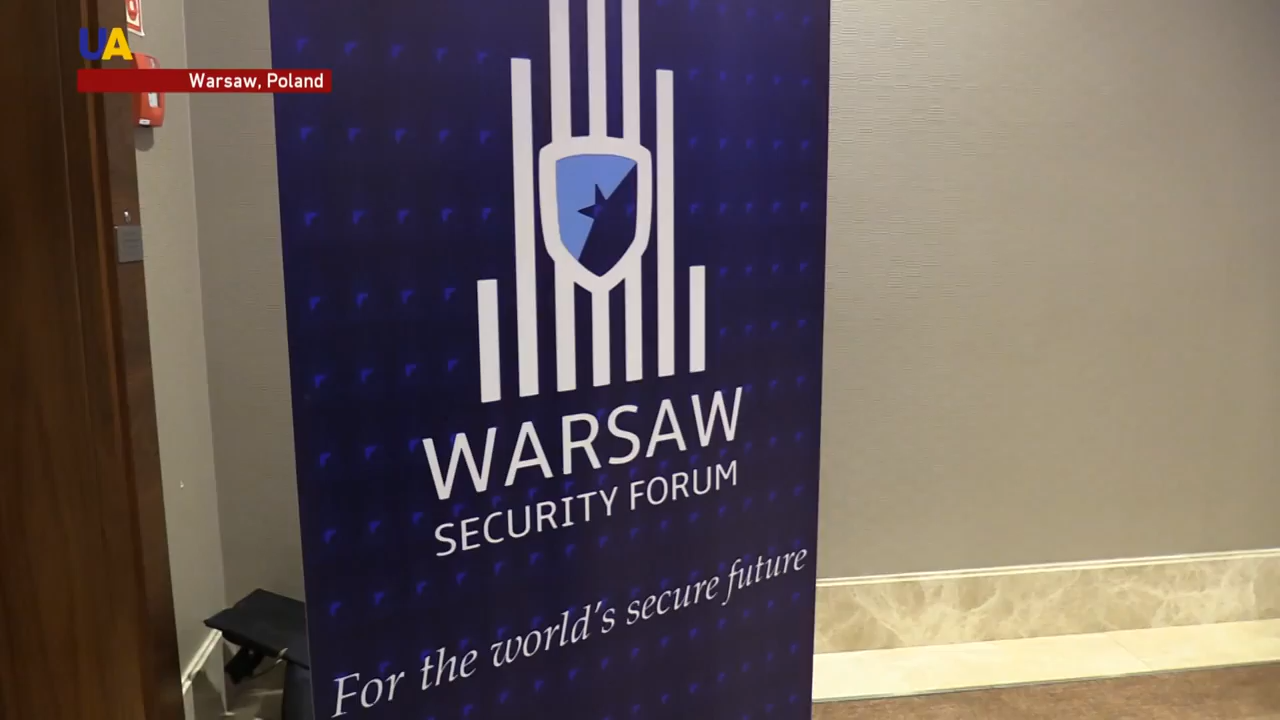 UA
Warsaw, Poland
WARSAW
SECURITY FORUM
For the world's secure future